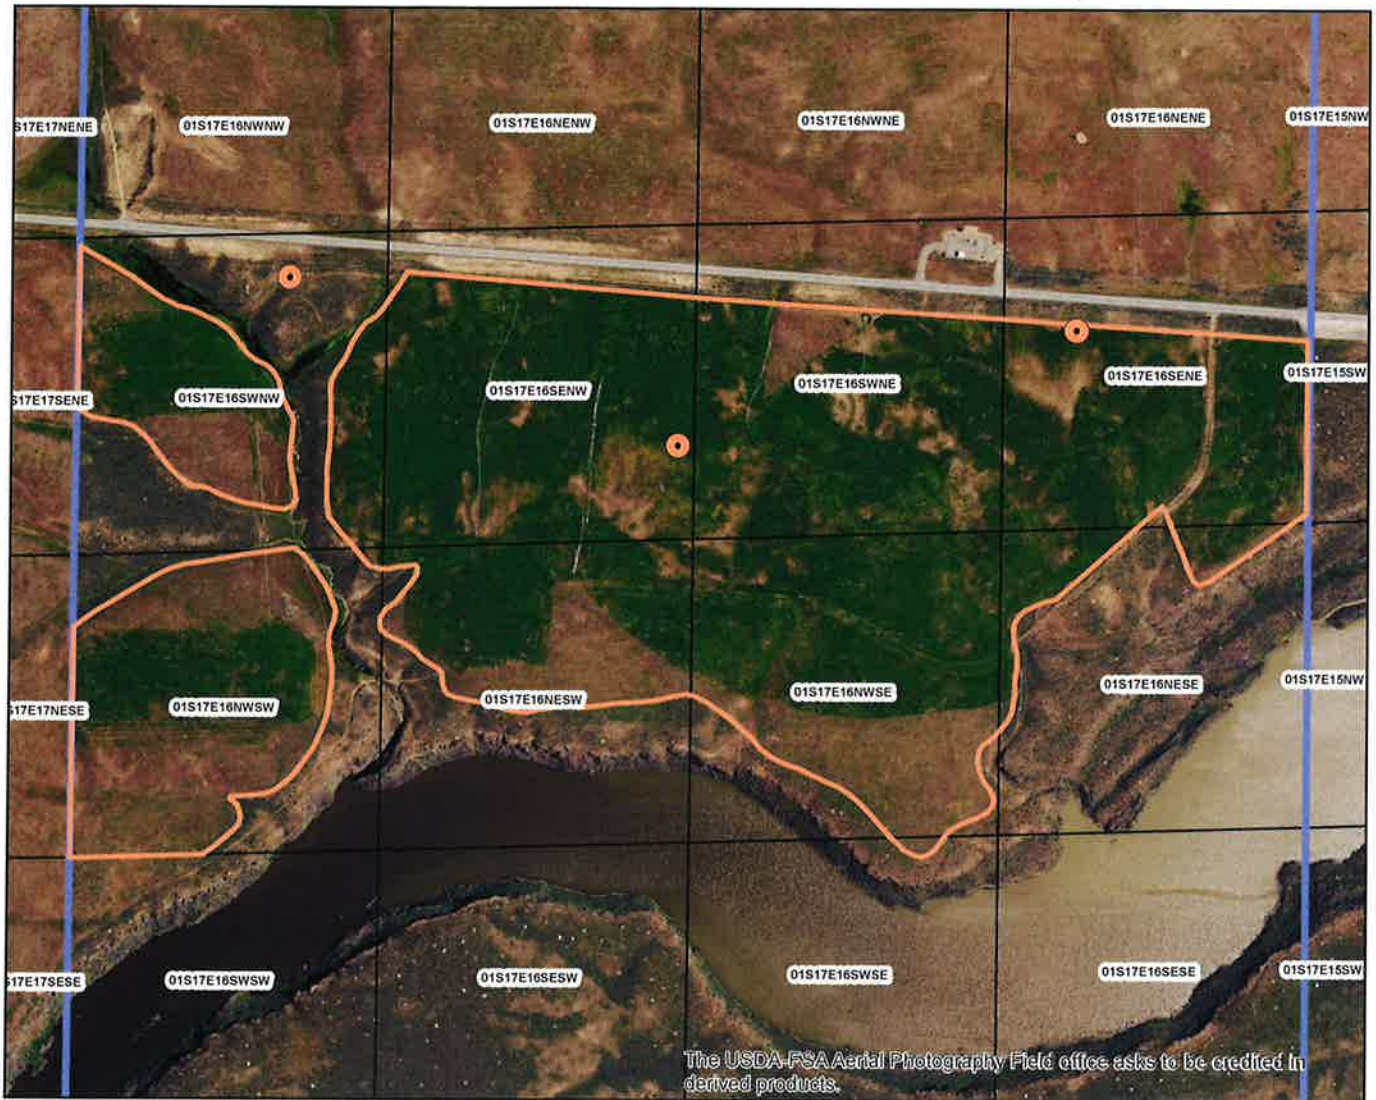 S17E17NENE
01S17E16NWNW
01S17E16NENW
01S17E16NWNE
01S17E16NENE
01S17E15NW
S17E17SENE
01S17E16SWNW
01S17E16SENW
01S17E16SWNE
01S17E16SENE
01S17E15SW
S17E17NESE
01S17E16NWSW
01S17E16NESW
01S17E16NWSE
01S17E16NESE
01S17E15NW
S17E17SESE
01S17E16SWSW
01S17E16SESW
01S17E16SWSE
01S17E16SESE
01S17E15SW
The USDA-FSA Aerial Photography Field office asks to be credited in
derived products.